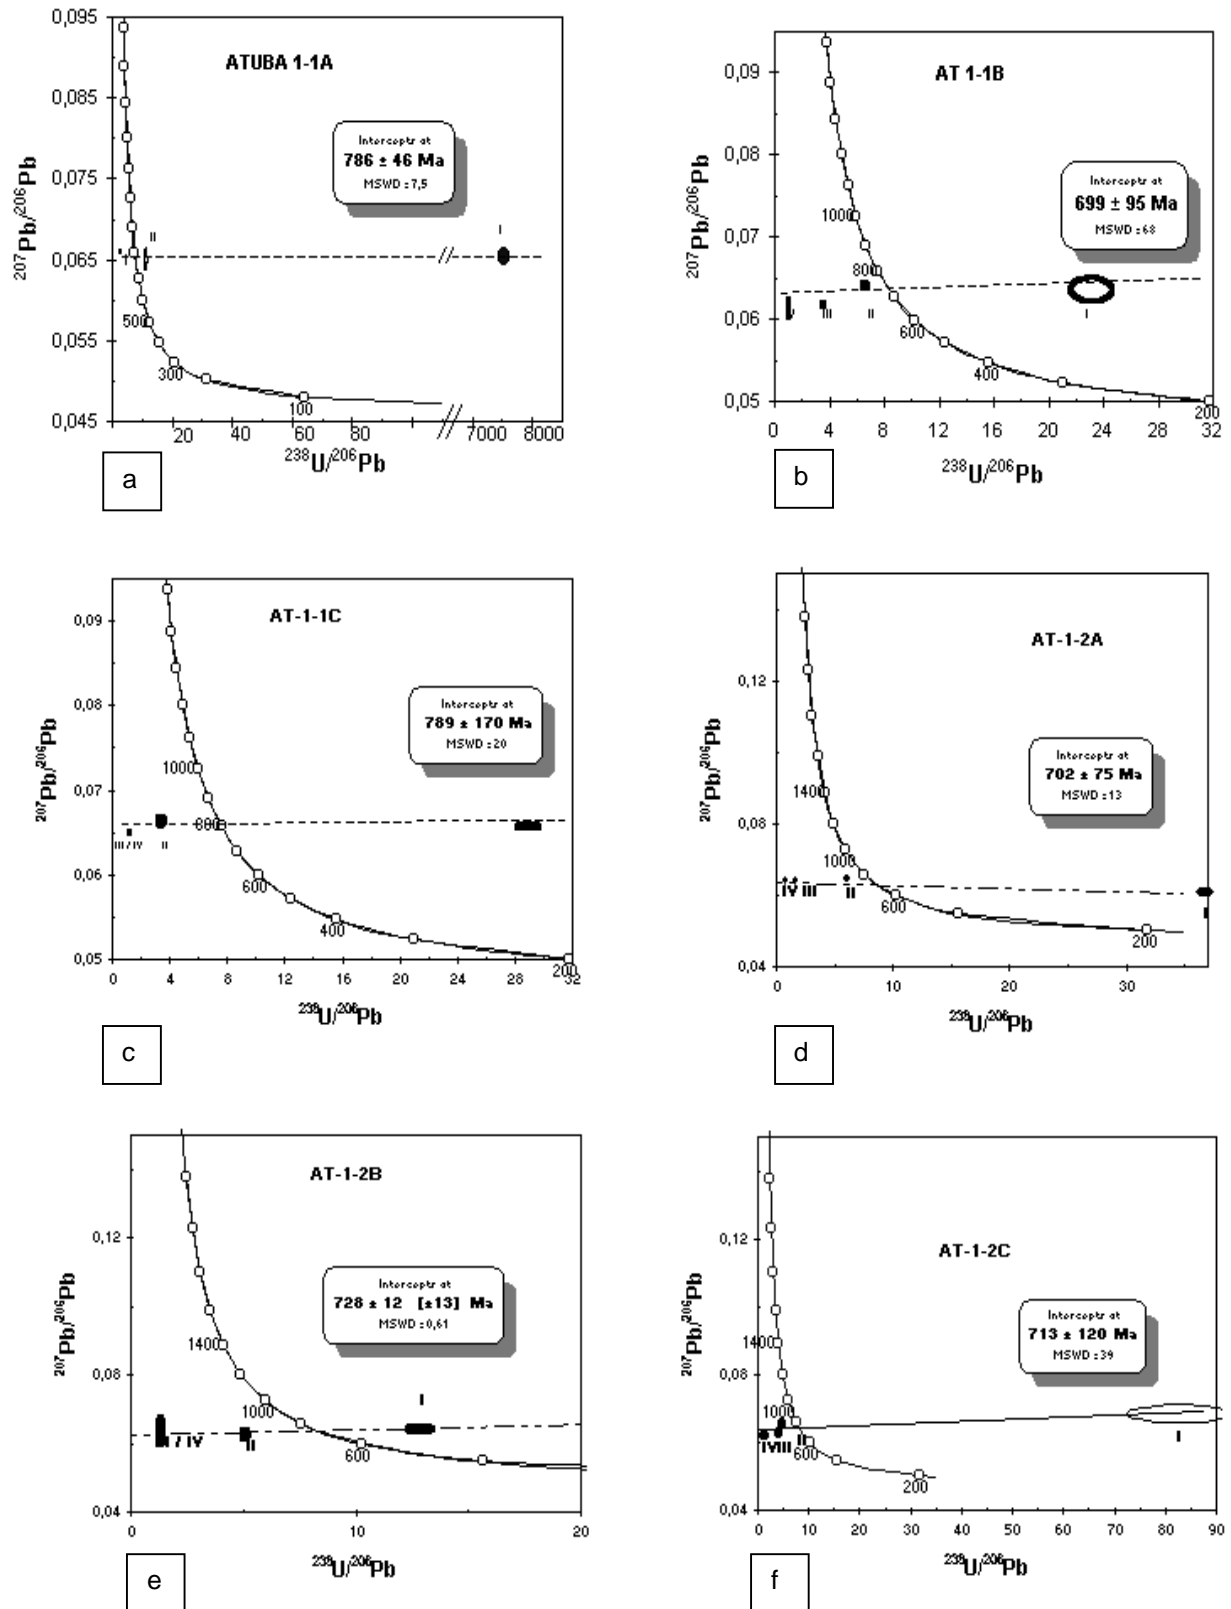 ATUBA 1-1A
0,095
0,085
0,075
0,065
0,055
0,045
207Pb/206Pb
Interceptr at
786 ± 46 Ma
MSWD = 7,5
II
I
500
300
100
20 40 60 80 7000 8000
238U/206Pb
a
AT 1-1B
0,09
0,08
0,07
0,06
0,05
207Pb/206Pb
Interceptr at
699 ± 95 Ma
MSWD = 68
1000
800
600
400
200
III II I
0 4 8 12 16 20 24 28 32
238U/206Pb
b
AT-1-1C
0,09
0,08
0,07
0,06
0,05
207Pb/206Pb
Interceptr at
789 ± 170 Ma
MSWD = 20
1000
800
600
400
200
III / IV II
0 4 8 12 16 20 24 28 32
238U/206Pb
c
AT-1-2A
0,12
0,08
0,04
207Pb/206Pb
Interceptr at
702 ± 75 Ma
MSWD = 13
1400
1000
600
200
IV III II I
0 10 20 30
238U/206Pb
d
AT-1-2B
0,12
0,08
0,04
207Pb/206Pb
Interceptr at
728 ± 12 [±13] Ma
MSWD = 0,61
1400
1000
600
I
/ IV II
0 10 20
238U/206Pb
e
AT-1-2C
0,12
0,08
0,04
207Pb/206Pb
Interceptr at
713 ± 120 Ma
MSWD = 39
1400
1000
600
200
IV III II I
0 10 20 30 40 50 60 70 80 90
238U/206Pb
f